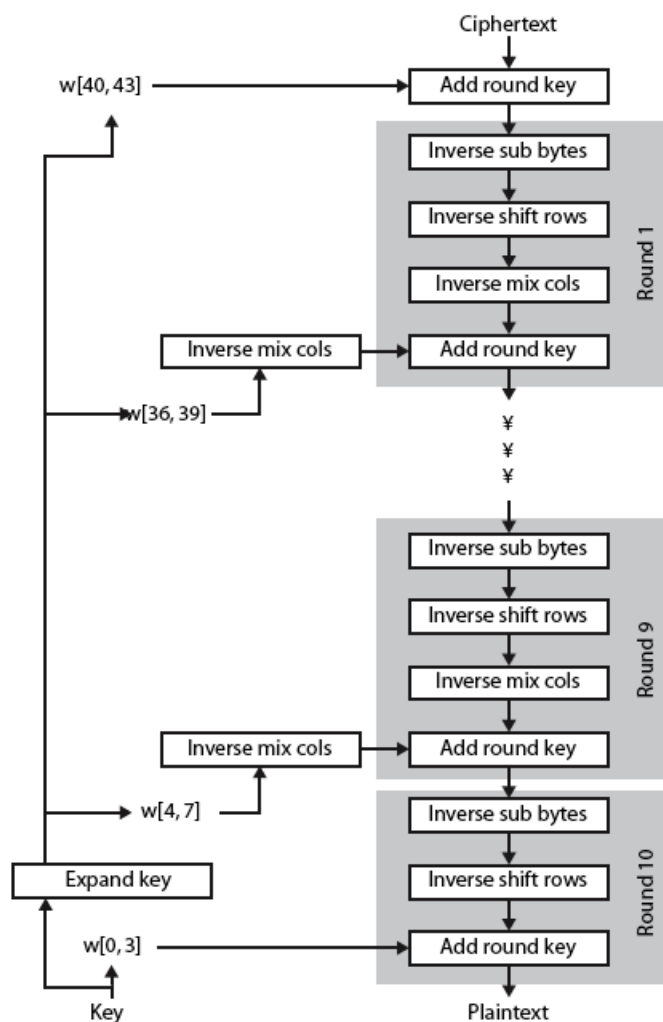 Ciphertext
w[40, 43]
Add round key
Inverse sub bytes
Inverse shift rows
Round 1
Inverse mix cols
Inverse mix cols
Add round key
w[36, 39]
¥
¥
¥
Inverse sub bytes
Inverse shift rows
Round 9
Inverse mix cols
Inverse mix cols
Add round key
w[4, 7]
Inverse sub bytes
Expand key
Inverse shift rows
Round 10
w[0, 3]
Add round key
Key
Plaintext